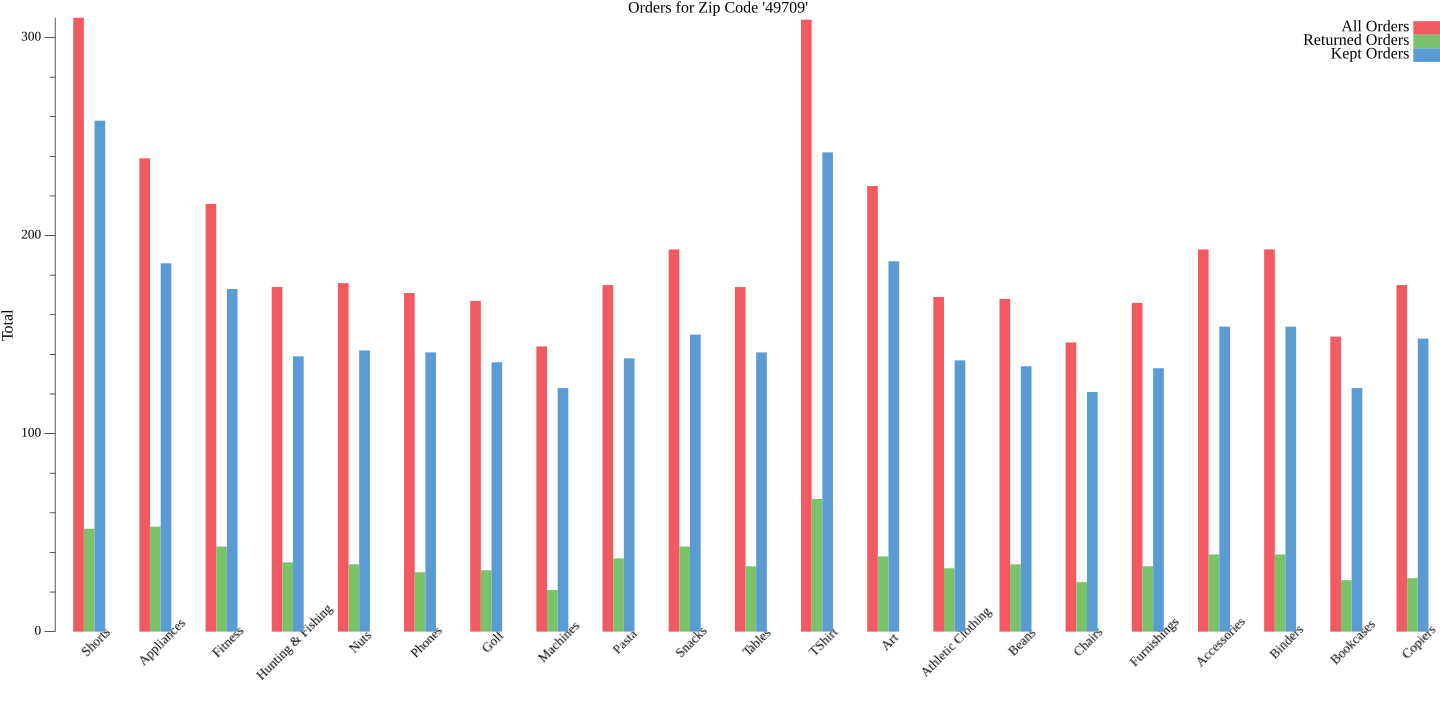 Orders for Zip Code '49709'
All Orders
Returned Orders
Kept Orders
Total
300
200
100
0
Shorts
Appliances
Fitness
Hunting & Fishing
Nuts
Phones
Golf
Machines
Pasta
Snacks
Tables
TShirt
Art
Athletic Clothing
Beans
Chairs
Furnishings
Accessories
Binders
Bookcases
Copiers